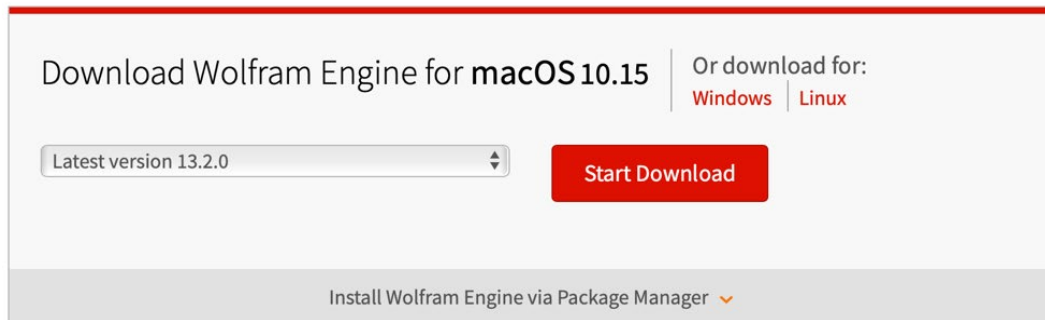 Download Wolfram Engine for macOS 10.15
Or download for:
Windows
Linux
Latest version 13.2.0
Start Download
Install Wolfram Engine via Package Manager